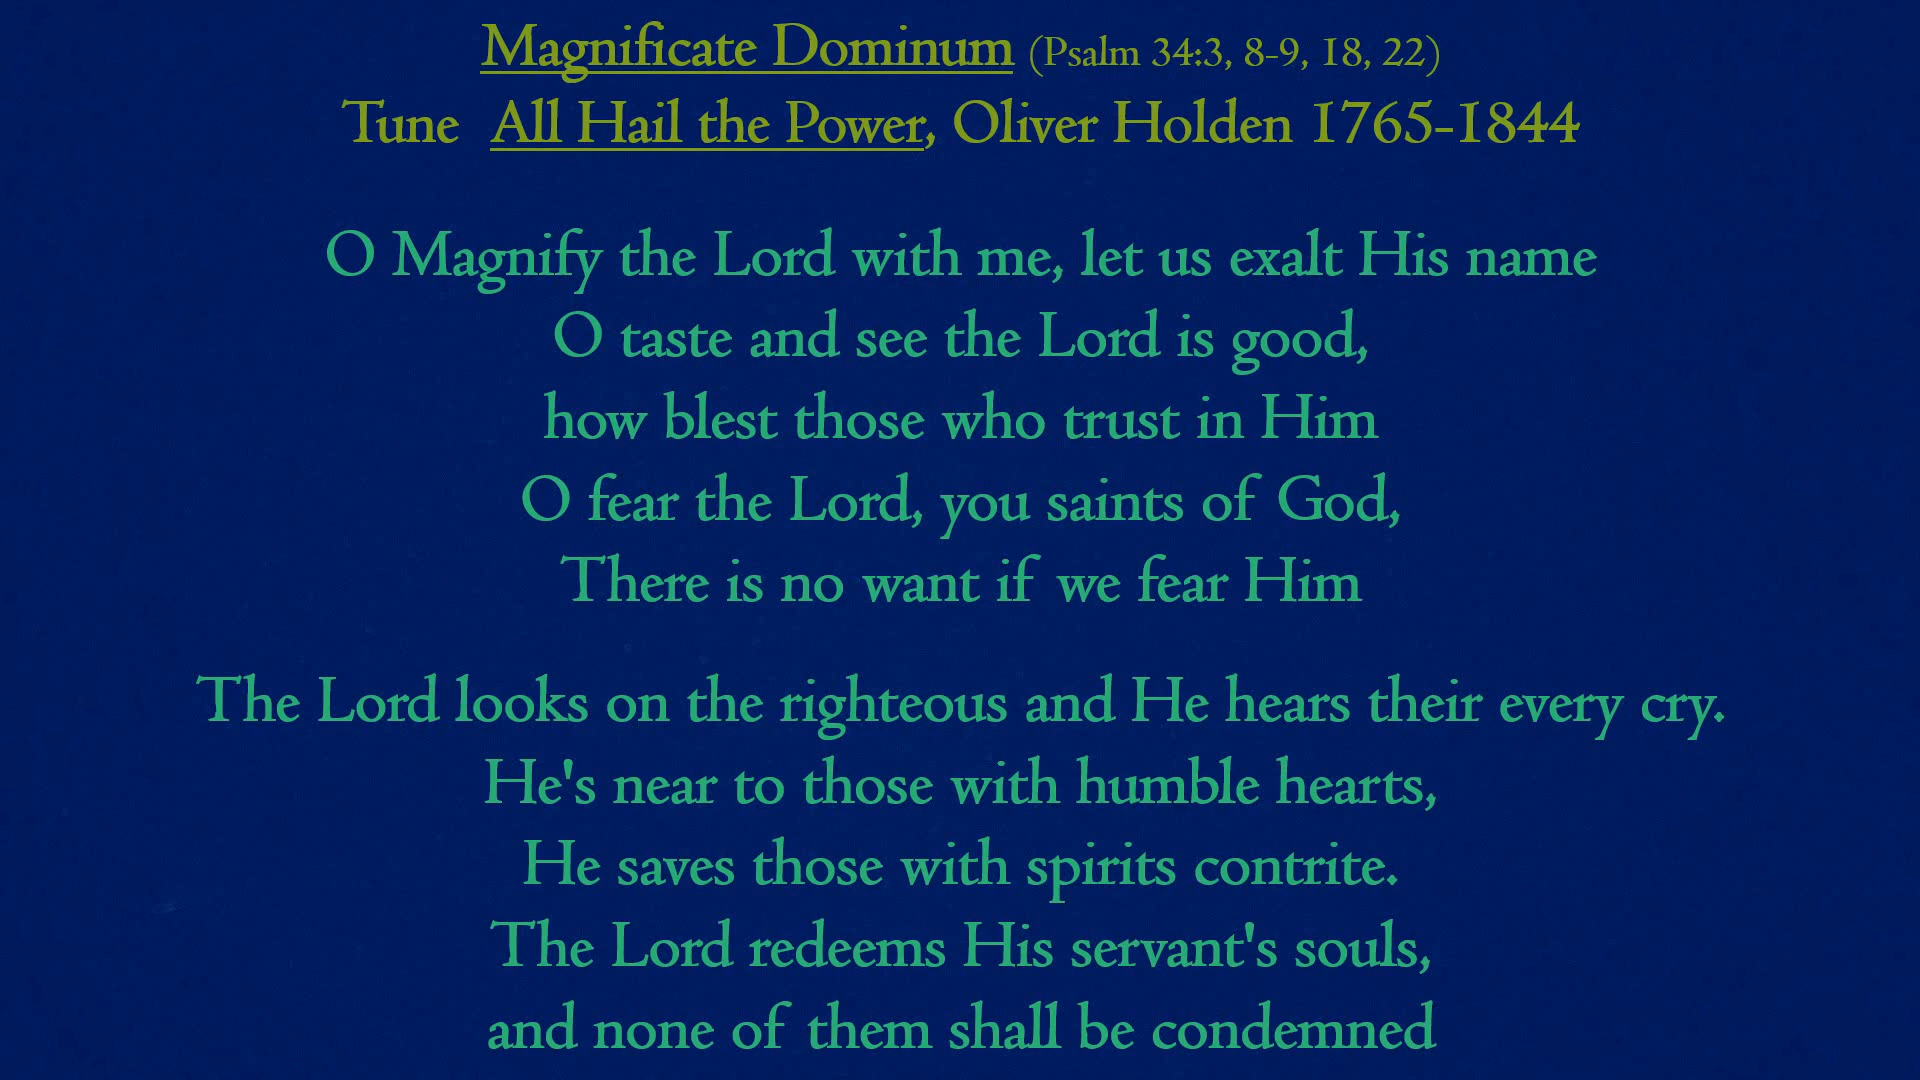 Magnificate Dominum (Psalm 34:3, 8-9, 18, 22)
Tune All Hail the Power, Oliver Holden 1765-1844
O Magnify the Lord with me, let us exalt His name
O taste and see the Lord is good,
how blest those who trust in Him
O fear the Lord, you saints of God,
There is no want if we fear Him
The Lord looks on the righteous and He hears their every cry.
He's near to those with humble hearts,
He saves those with spirits contrite.
The Lord redeems His servant's souls,
and none of them shall be condemned